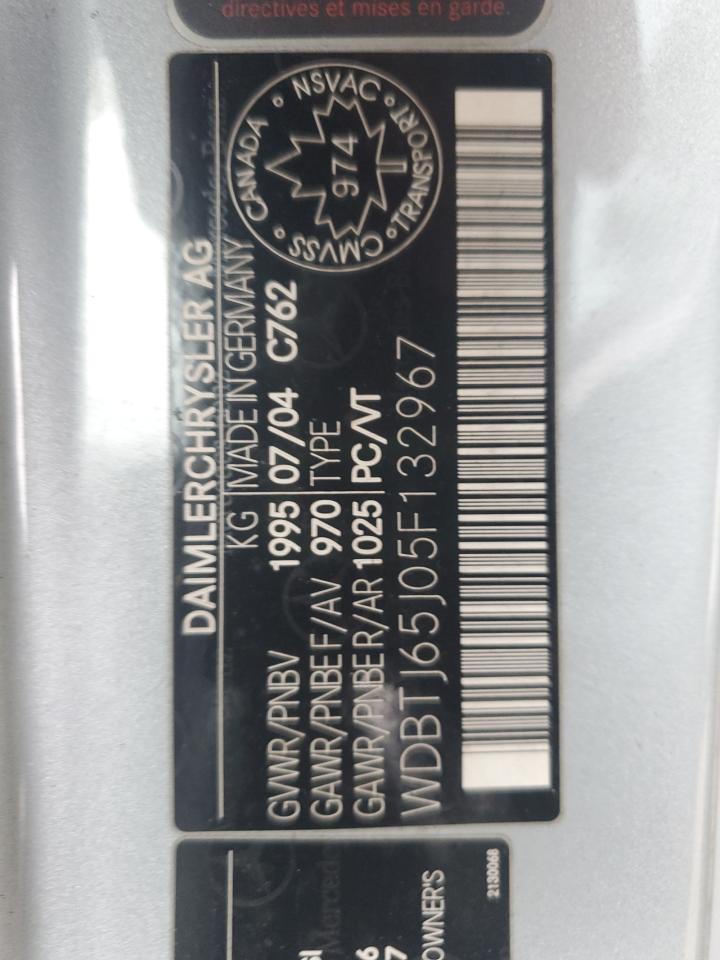 directives et mises en garde.
DAIMLERCHRYSLER AG
KG MADE IN GERMANY
GVWR/PNBV 1995 07/04 C762
GAWR/PNBE F/AV 970 TYPE
GAWR/PNBE R/AR 1025 PC/VT
WDBTJ65J05F132967
CANADA NSVAC TRANSPORT CMVSS
974
OWNER'S
2130068